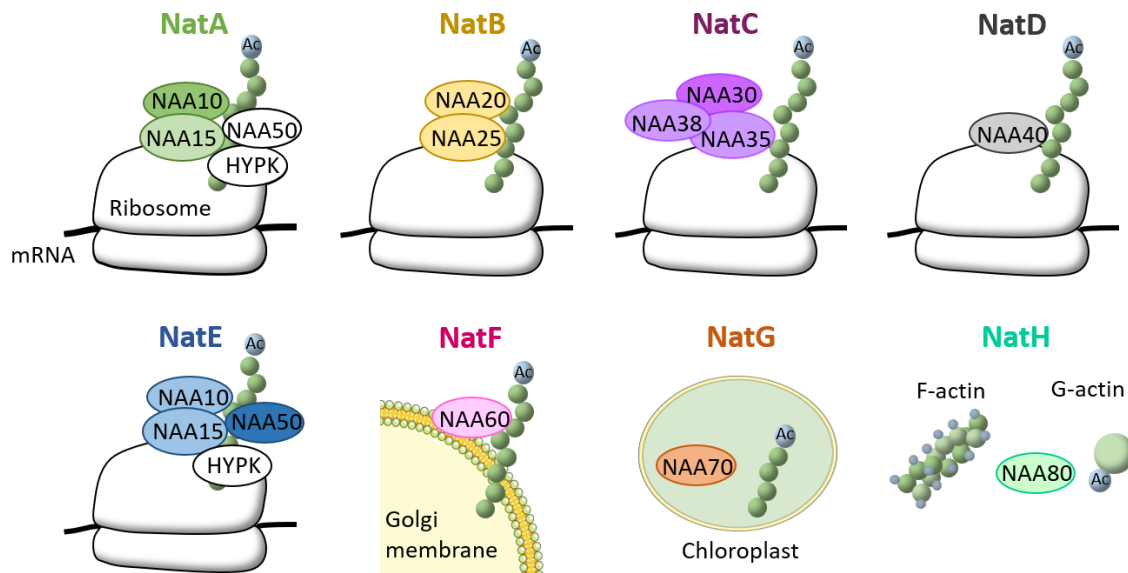 NatA
Ac
NAA10
NAA15
NAA50
HYPK
Ribosome
mRNA
NatB
Ac
NAA20
NAA25
NatC
Ac
NAA30
NAA38
NAA35
NatD
Ac
NAA40
NatE
Ac
NAA10
NAA15
NAA50
HYPK
NatF
Ac
NAA60
Golgi
membrane
NatG
Ac
NAA70
Chloroplast
NatH
F-actin
G-actin
NAA80
Ac